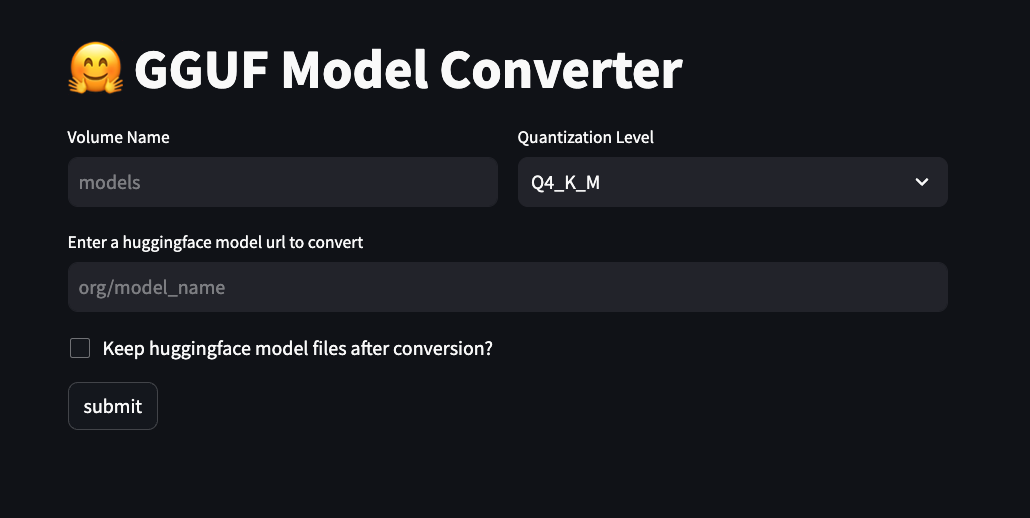 🤗 GGUF Model Converter
Volume Name
Quantization Level
models
Q4_K_M
Enter a huggingface model url to convert
org/model_name
Keep huggingface model files after conversion?
submit